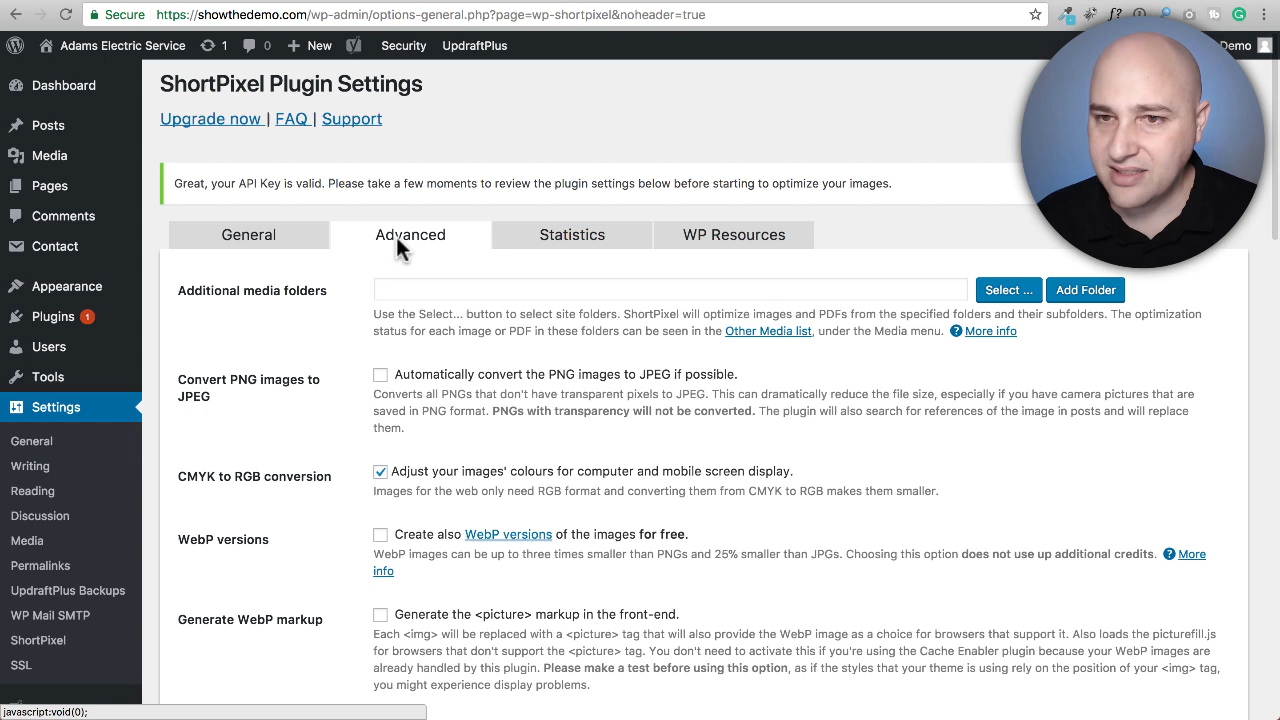 Secure
https://showthedemo.com/wp-admin/options-general.php?page=wp-shortpixel&noheader=true
Adams Electric Service
1
0
New
Security
UpdraftPlus
Demo
Dashboard
Posts
Media
Pages
Comments
Contact
Appearance
Plugins 1
Users
Tools
Settings
General
Writing
Reading
Discussion
Media
Permalinks
UpdraftPlus Backups
WP Mail SMTP
ShortPixel
SSL
ShortPixel Plugin Settings
Upgrade now | FAQ | Support
Great, your API Key is valid. Please take a few moments to review the plugin settings below before starting to optimize your images.
General
Advanced
Statistics
WP Resources
Additional media folders
Select ...
Add Folder
Use the Select... button to select site folders. ShortPixel will optimize images and PDFs from the specified folders and their subfolders. The optimization
status for each image or PDF in these folders can be seen in the Other Media list, under the Media menu. ? More info
Convert PNG images to
JPEG
Automatically convert the PNG images to JPEG if possible.
Converts all PNGs that don't have transparent pixels to JPEG. This can dramatically reduce the file size, especially if you have camera pictures that are
saved in PNG format. PNGs with transparency will not be converted. The plugin will also search for references of the image in posts and will replace
them.
CMYK to RGB conversion
Adjust your images' colours for computer and mobile screen display.
Images for the web only need RGB format and converting them from CMYK to RGB makes them smaller.
WebP versions
Create also WebP versions of the images for free.
WebP images can be up to three times smaller than PNGs and 25% smaller than JPGs. Choosing this option does not use up additional credits. ? More
info
Generate WebP markup
Generate the <picture> markup in the front-end.
Each <img> will be replaced with a <picture> tag that will also provide the WebP image as a choice for browsers that support it. Also loads the picturefill.js
for browsers that don't support the <picture> tag. You don't need to activate this if you're using the Cache Enabler plugin because your WebP images are
already handled by this plugin. Please make a test before using this option, as if the styles that your theme is using rely on the position of your <img> tag,
you might experience display problems.
javascript:void(0);